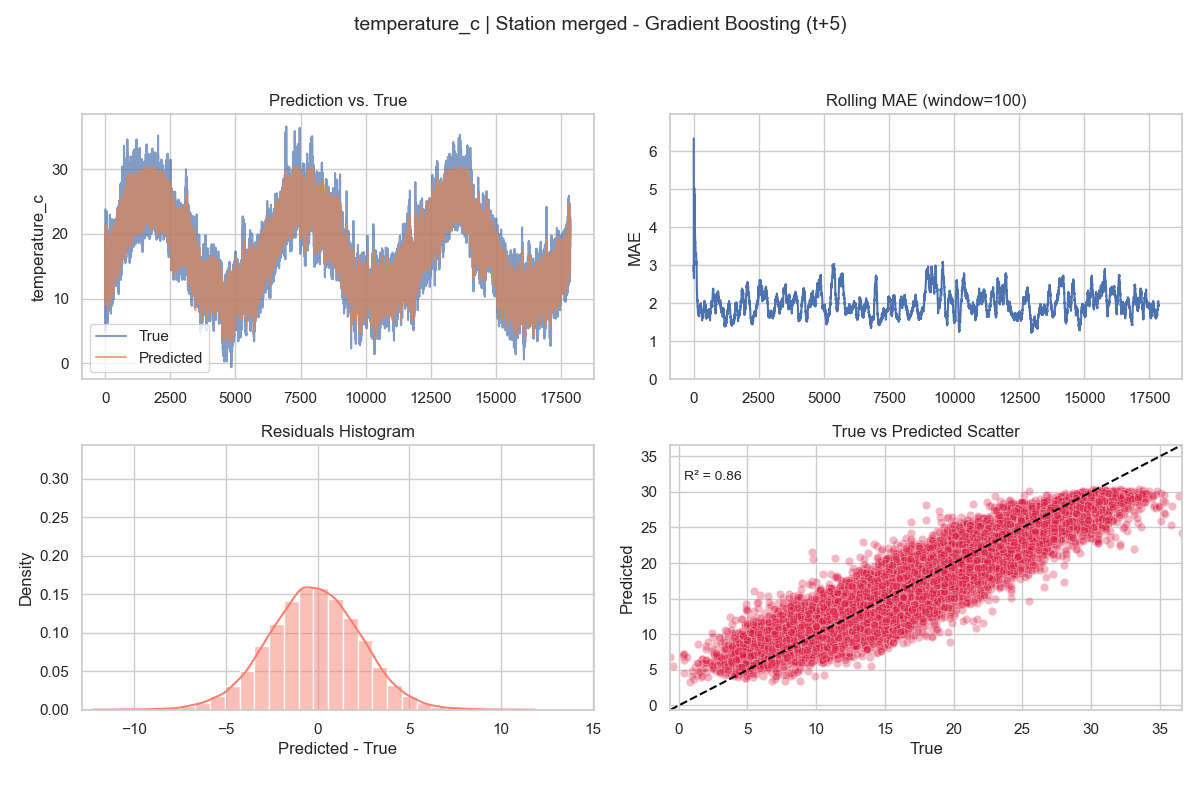 temperature_c | Station merged - Gradient Boosting (t+5)
Prediction vs. True
temperature_c
30
20
10
0
True
Predicted
0 2500 5000 7500 10000 12500 15000 17500
Rolling MAE (window=100)
MAE
6
5
4
3
2
1
0
0 2500 5000 7500 10000 12500 15000 17500
Residuals Histogram
Density
0.30
0.25
0.20
0.15
0.10
0.05
0.00
−10 −5 0 5 10 15
Predicted - True
True vs Predicted Scatter
R² = 0.86
Predicted
35
30
25
20
15
10
5
0
0 5 10 15 20 25 30 35
True